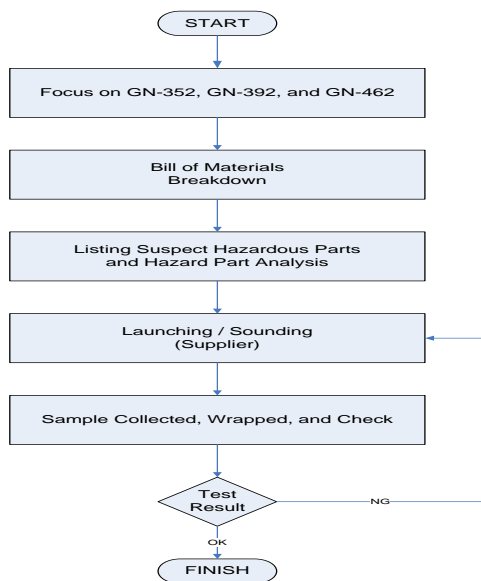 START
Focus on GN-352, GN-392, and GN-462
Bill of Materials
Breakdown
Listing Suspect Hazardous Parts
and Hazard Part Analysis
Launching / Sounding
(Supplier)
Sample Collected, Wrapped, and Check
Test
Result
NG
OK
FINISH